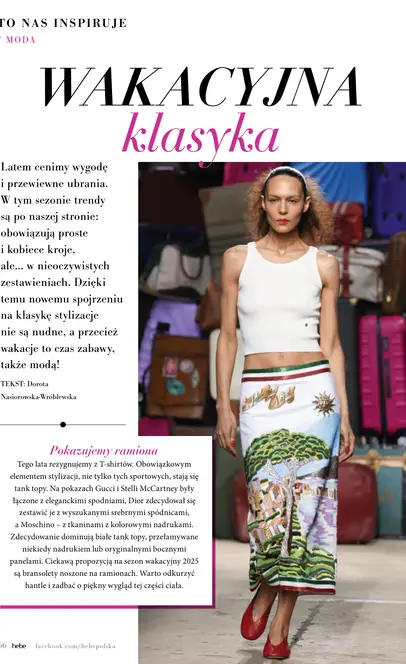 TO NAS INSPIRUJE
MODA
WAKACYJNA
klasyka
Latem cenimy wygodę
i przewiewne ubrania.
W tym sezonie trendy
są po naszej stronie:
obowiązują proste
i kobiece kroje,
ale... w nieoczywistych
zestawieniach. Dzięki
temu nowemu spojrzeniu
na klasykę stylizacje
nie są nudne, a przecież
wakacje to czas zabawy,
także modą!
TEKST: Dorota
Nasiorowska-Wróblewska
Pokazujemy ramiona
Tego lata rezygnujemy z T-shirtów. Obowiązkowym
elementem stylizacji, nie tylko tych sportowych, stają się
tank topy. Na pokazach Gucci i Stelli McCartney były
łączone z eleganckimi spodniami, Dior zdecydował się
zestawić je z wyszukanymi srebrnymi spódnicami,
a Moschino – z tkaninami z kolorowymi nadrukami.
Zdecydowanie dominują białe tank topy, przełamywane
niekiedy nadrukiem lub oryginalnymi bocznymi
panelami. Ciekawą propozycją na sezon wakacyjny 2025
są bransolety noszone na ramionach. Warto odkurzyć
hantle i zadbać o piękny wygląd tej części ciała.
66 hebe facebook.com/hebepolska